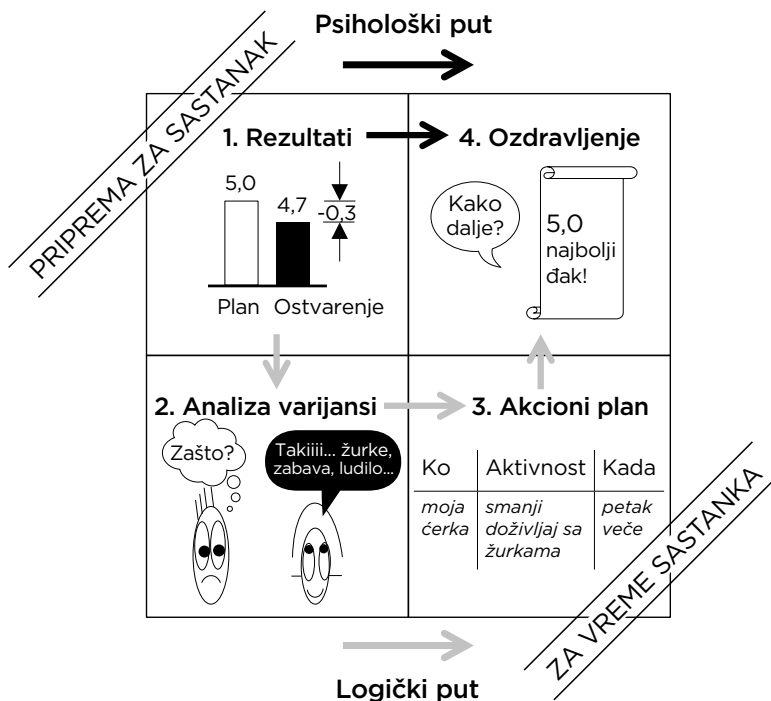 Psihološki put
PRIPREMA ZA SASTANAK
1. Rezultati
5,0
4,7
-0,3
Plan
Ostvarenje
4. Ozdravljenje
Kako
dalje?
5,0
najbolji
đak!
2. Analiza varijansi
Zašto?
Takiiii... žurke,
zabava, ludilo...
3. Akcioni plan
Ko
Aktivnost
Kada
moja
ćerka
smanji
doživljaj sa
žurkama
petak
veče
ZA VREME SASTANKA
Logički put